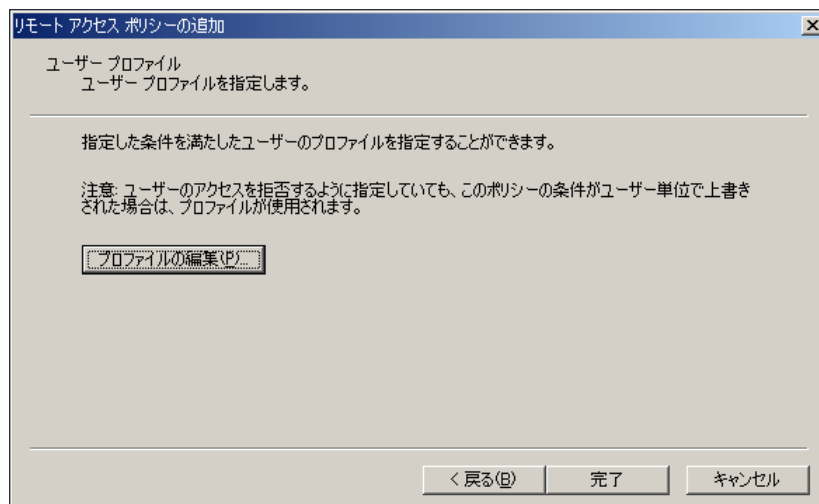 リモート アクセス ポリシーの追加
ユーザー プロファイル
ユーザー プロファイルを指定します。
指定した条件を満たしたユーザーのプロファイルを指定することができます。
注意: ユーザーのアクセスを拒否するように指定していても、このポリシーの条件がユーザー単位で上書き
された場合は、プロファイルが使用されます。
プロファイルの編集(P)...
< 戻る(B) 完了 キャンセル